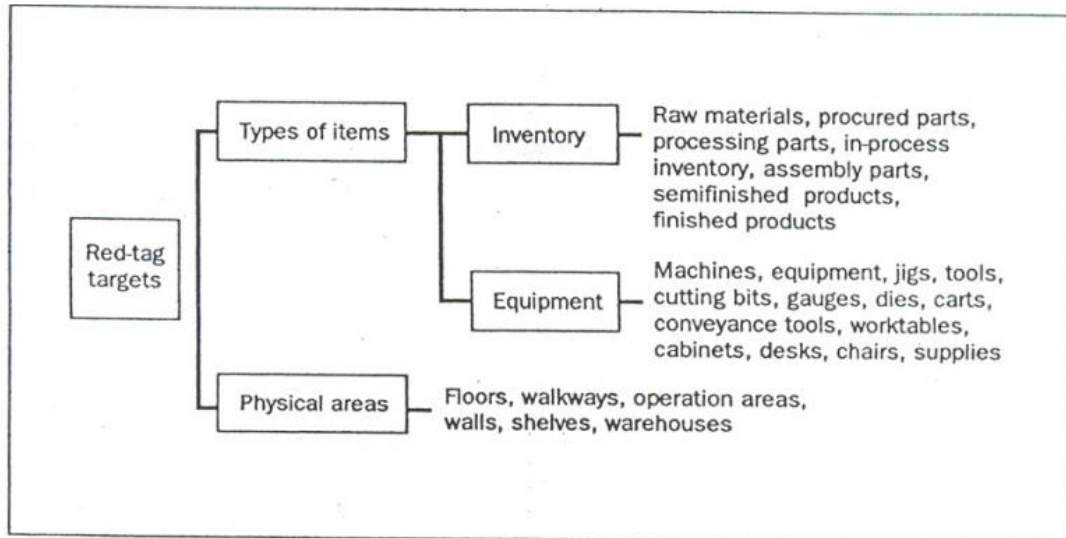 Types of items
Inventory
Raw materials, procured parts,
processing parts, in-process
inventory, assembly parts,
semifinished products,
finished products
Red-tag
targets
Equipment
Machines, equipment, jigs, tools,
cutting bits, gauges, dies, carts,
conveyance tools, worktables,
cabinets, desks, chairs, supplies
Physical areas
Floors, walkways, operation areas,
walls, shelves, warehouses